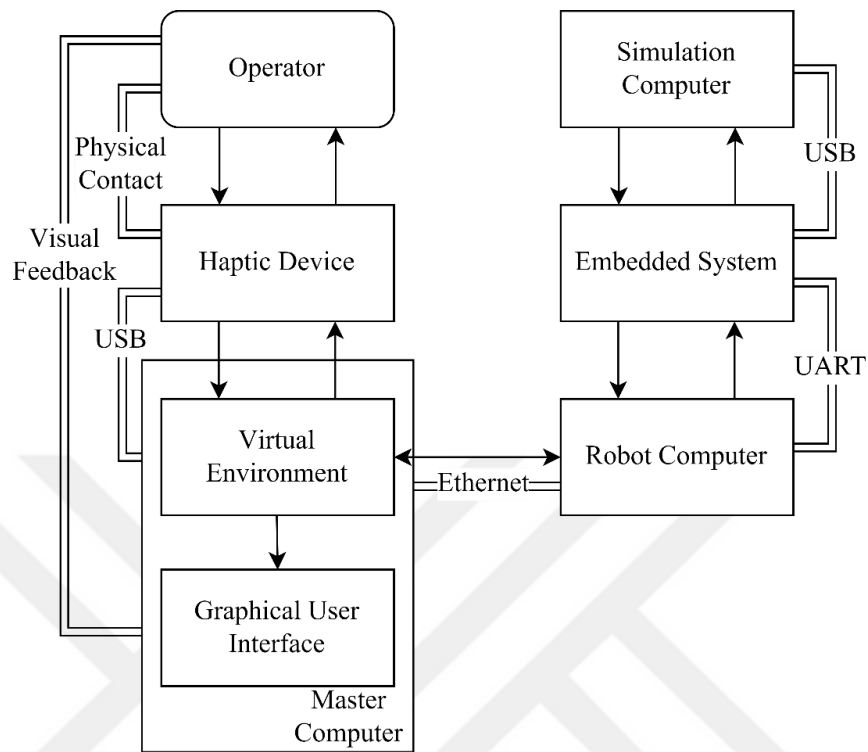 Operator
Simulation
Computer
Physical
Contact
USB
Visual
Feedback
Haptic Device
Embedded System
USB
UART
Virtual
Environment
Robot Computer
Ethernet
Graphical User
Interface
Master
Computer